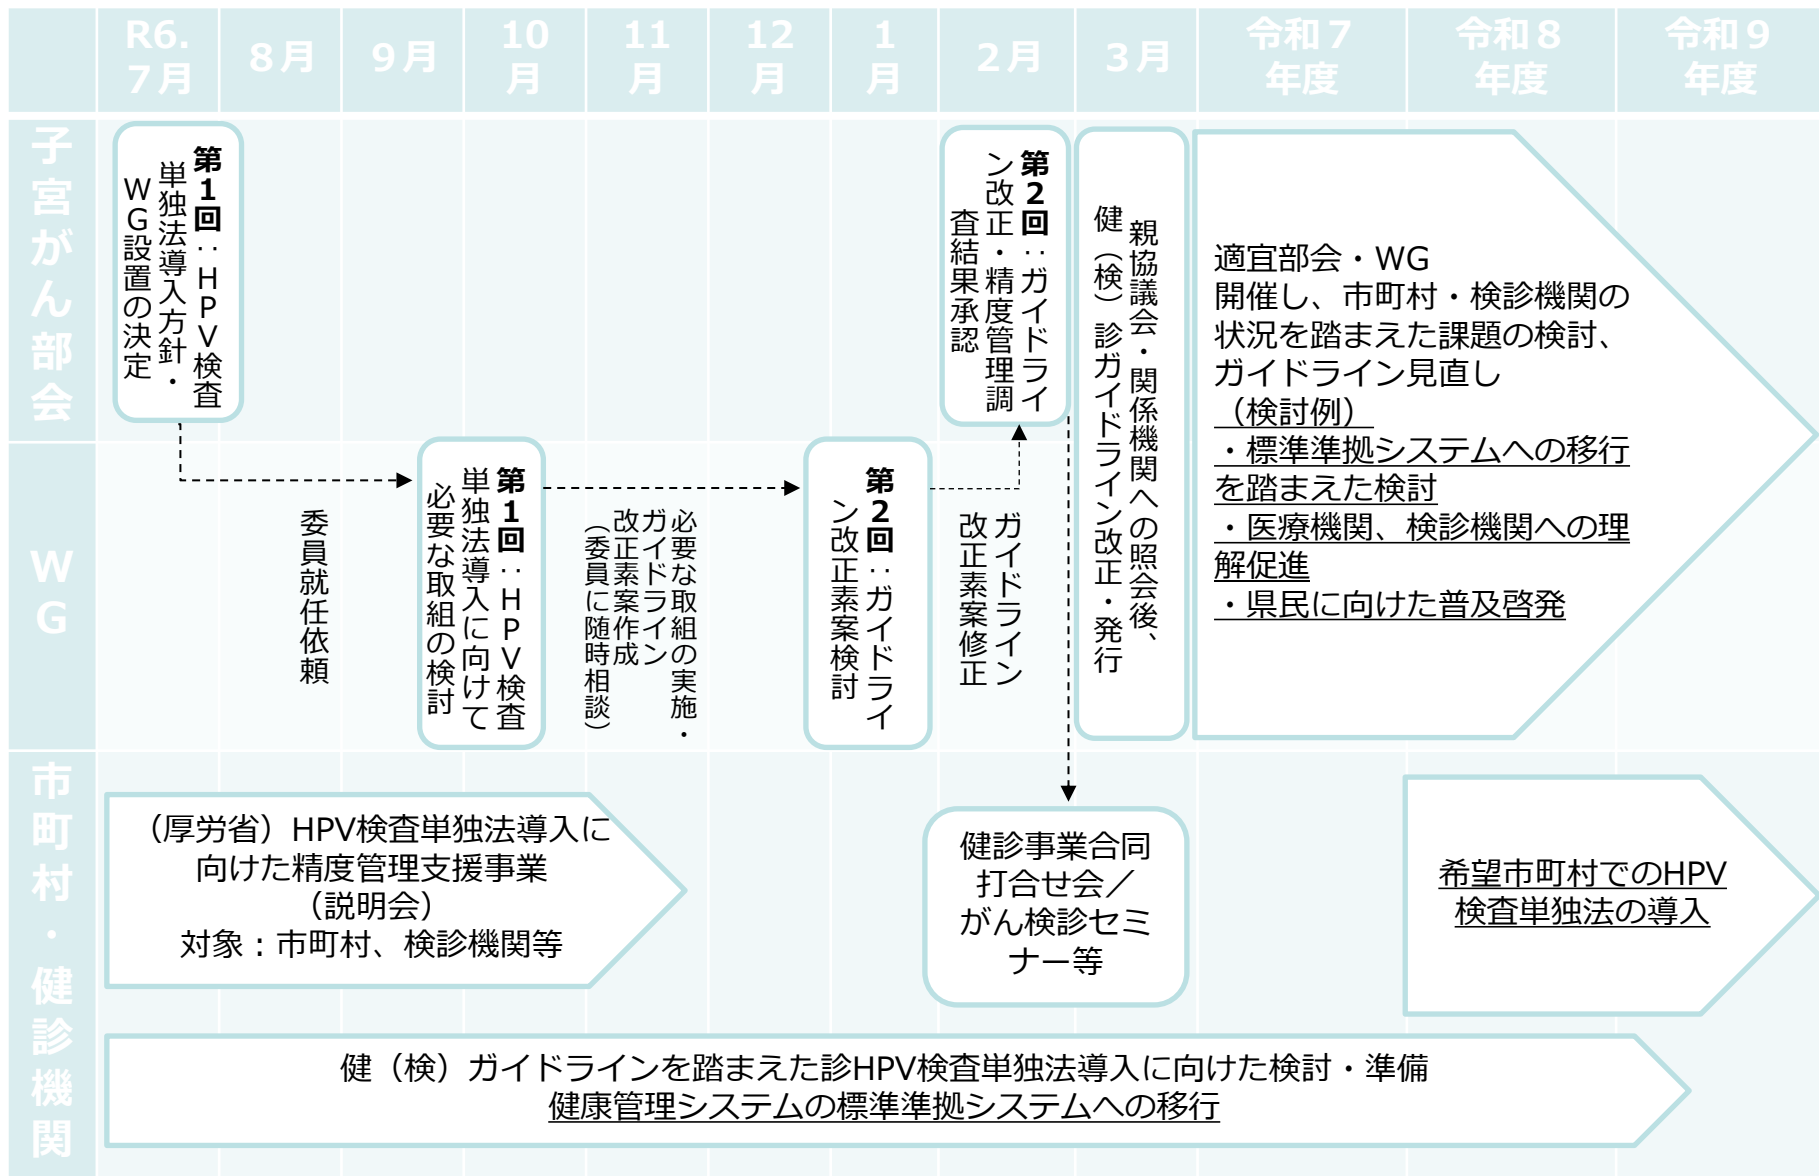 R6.
７月
８月
９月
10
月
11
月
12
月
1
月
２月
３月
令和７
年度
令和８
年度
令和９
年度
子宮がん部会
第１回：ＨＰＶ検査
単独法導入方針・
ＷＧ設置の決定
第２回：ガイドライ
ン改正・精度管理調
査結果承認
親協議会・関係機関への照会後、
健（検）診ガイドライン改正・発行
適宜部会・WG
開催し、市町村・検診機関の
状況を踏まえた課題の検討、
ガイドライン見直し
（検討例）
・標準準拠システムへの移行
を踏まえた検討
・医療機関、検診機関への理
解促進
・県民に向けた普及啓発
ＷＧ
委員就任依頼
第１回：ＨＰＶ検査
単独法導入に向けて
必要な取組の検討
必要な取組の実施・
ガイドライン
改正素案作成
（委員に随時相談）
第２回：ガイドライ
ン改正素案検討
ガイドライン
改正素案修正
市町村・健診機関
（厚労省）HPV検査単独法導入に
向けた精度管理支援事業
（説明会）
対象：市町村、検診機関等
健診事業合同
打合せ会／
がん検診セミ
ナー等
希望市町村でのHPV
検査単独法の導入
健（検）ガイドラインを踏まえた診HPV検査単独法導入に向けた検討・準備
健康管理システムの標準準拠システムへの移行